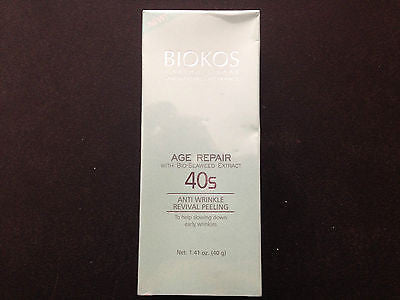 BIOKOS
AGE REPAIR
WITH BIO-SEAWEED EXTRACT
40s
ANTI WRINKLE
REVIVAL PEELING
To help slowing down
early wrinkles.
Net. 1.41 oz. (40 g)